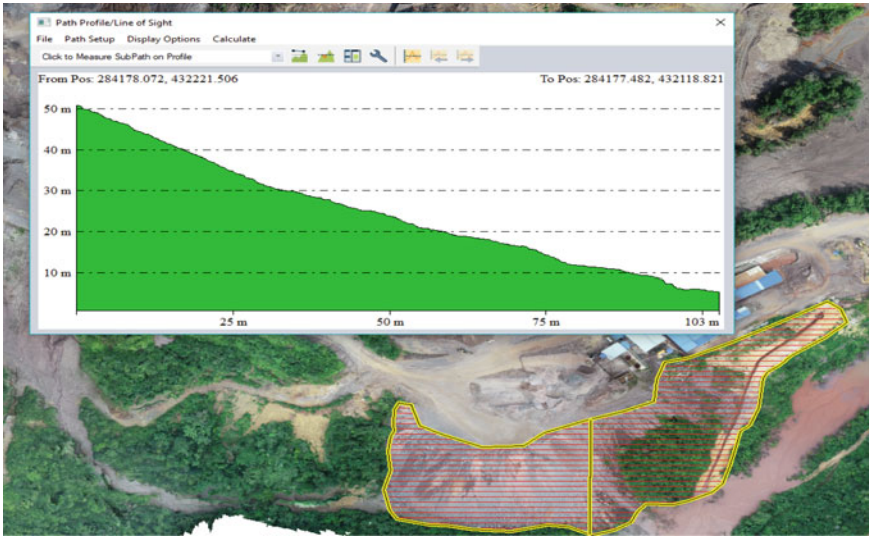 Path Profile/Line of Sight
File Path Setup Display Options Calculate
Click to Measure SubPath on Profile
From Pos: 284178.072, 432221.506 To Pos: 284177.482, 432118.821
50 m
40 m
30 m
20 m
10 m
25 m 50 m 75 m 103 m